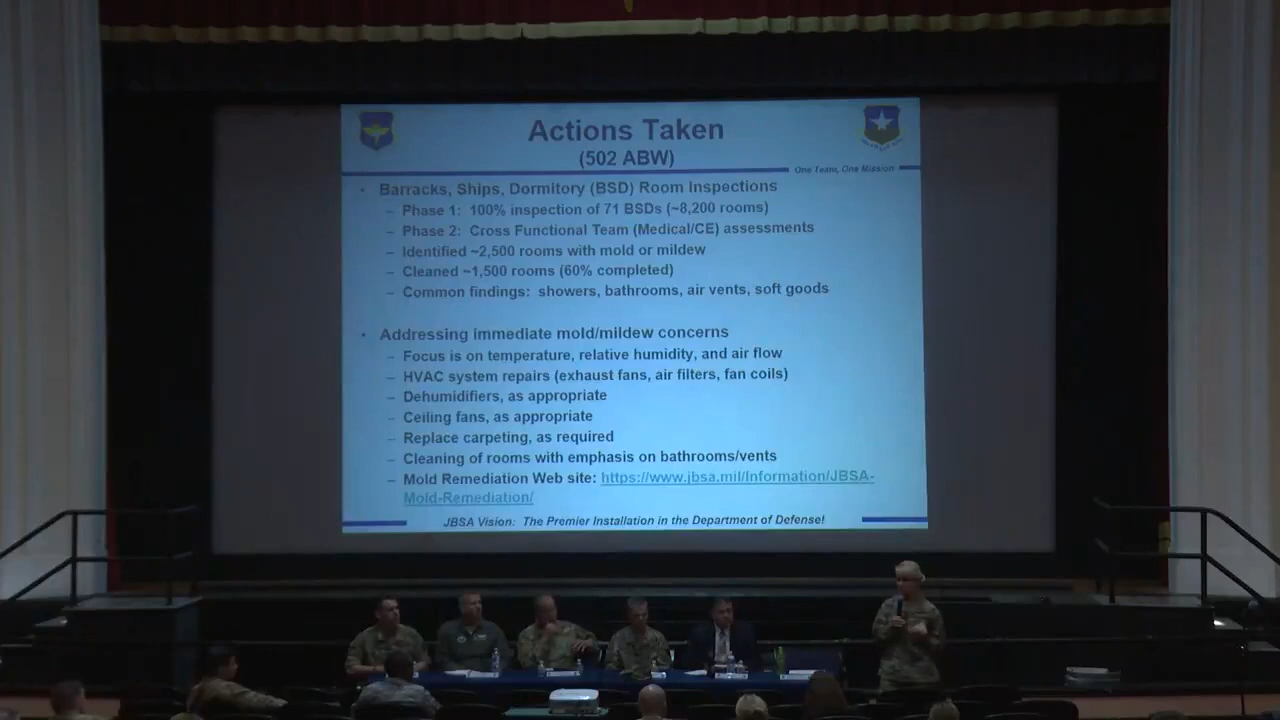 Actions Taken
(502 ABW)
One Team, One Mission
• Barracks, Ships, Dormitory (BSD) Room Inspections
– Phase 1: 100% inspection of 71 BSDs (~8,200 rooms)
– Phase 2: Cross Functional Team (Medical/CE) assessments
– Identified ~2,500 rooms with mold or mildew
– Cleaned ~1,500 rooms (60% completed)
– Common findings: showers, bathrooms, air vents, soft goods
• Addressing immediate mold/mildew concerns
– Focus is on temperature, relative humidity, and air flow
– HVAC system repairs (exhaust fans, air filters, fan coils)
– Dehumidifiers, as appropriate
– Ceiling fans, as appropriate
– Replace carpeting, as required
– Cleaning of rooms with emphasis on bathrooms/vents
– Mold Remediation Web site: https://www.jbsa.mil/Information/JBSA-
Mold-Remediation/
JBSA Vision: The Premier Installation in the Department of Defense!